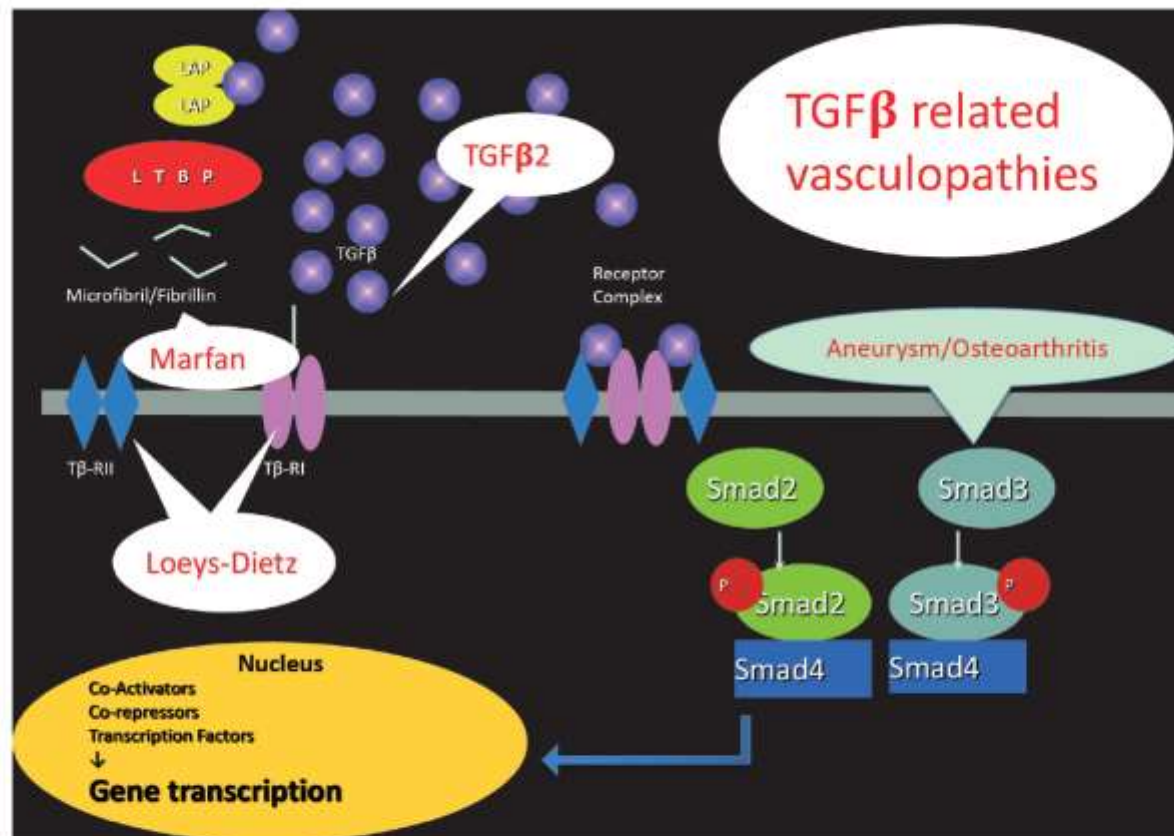 LAP
LAP
L T B P
TGFβ2
TGFβ related
vasculopathies
TGFβ
Microfibril/Fibrillin
Receptor
Complex
Marfan
Aneurysm/Osteoarthritis
Tβ-RII
Tβ-RI
Loeys-Dietz
Smad2
Smad3
P
Smad2
Smad3
P
Smad4
Smad4
Nucleus
Co-Activators
Co-repressors
Transcription Factors
↓
Gene transcription